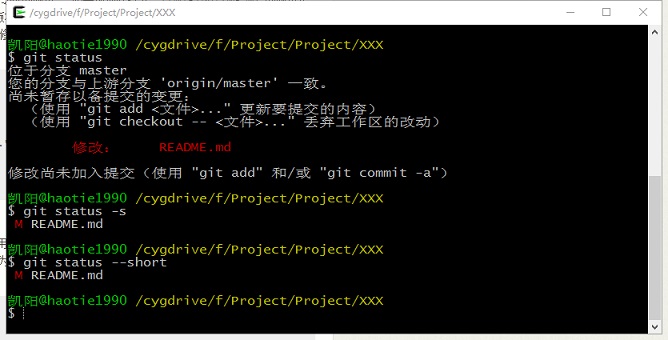 /cygdrive/f/Project/Project/XXX
凯阳@haotie1990 /cygdrive/f/Project/Project/XXX
$ git status
位于分支 master
您的分支与上游分支 'origin/master' 一致。
尚未暂存以备提交的变更：
（使用 "git add <文件>..." 更新要提交的内容）
（使用 "git checkout -- <文件>..." 丢弃工作区的改动）
修改： README.md
修改尚未加入提交（使用 "git add" 和/或 "git commit -a"）
凯阳@haotie1990 /cygdrive/f/Project/Project/XXX
$ git status -s
M README.md
凯阳@haotie1990 /cygdrive/f/Project/Project/XXX
$ git status --short
M README.md
凯阳@haotie1990 /cygdrive/f/Project/Project/XXX
$